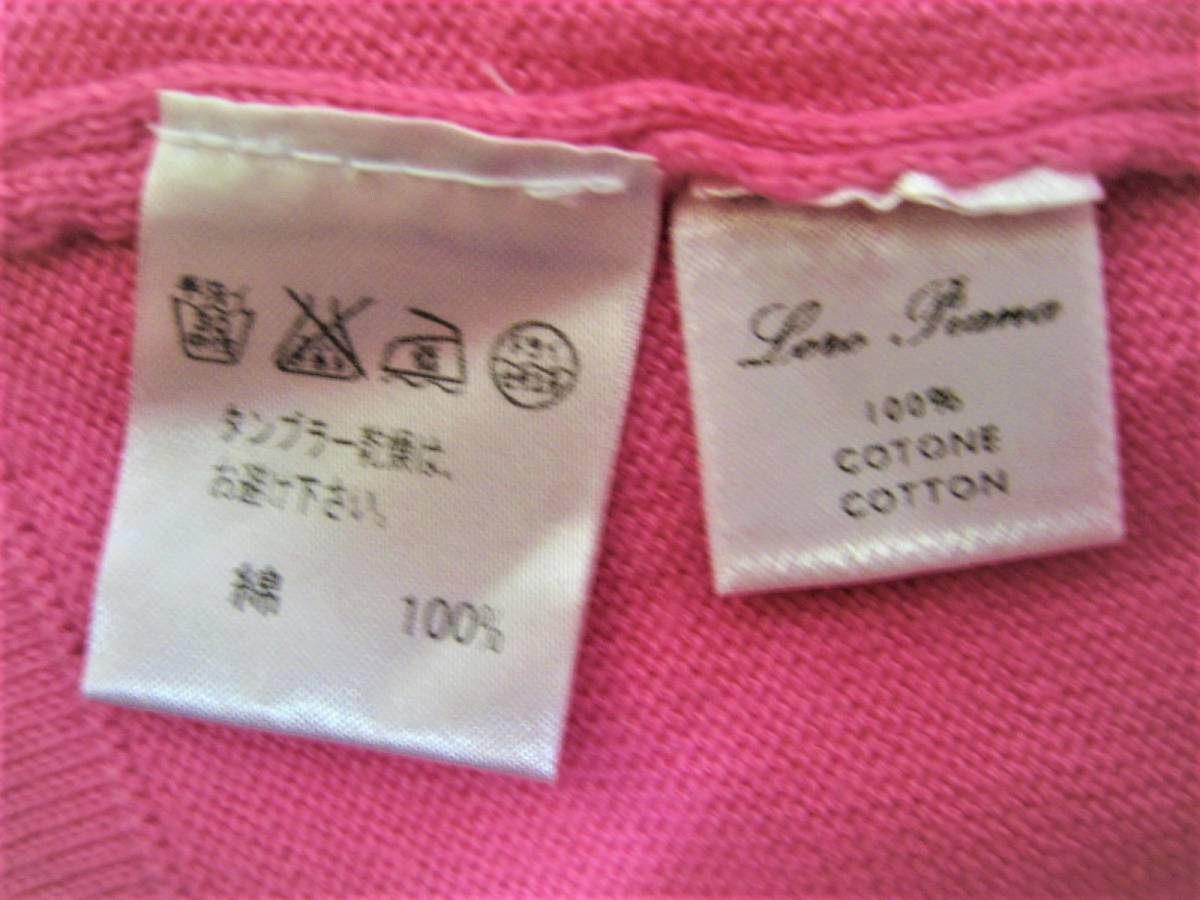 タンブラー乾燥は、
お避け下さい。
綿 100%
Loro Piana
100%
COTONE
COTTON